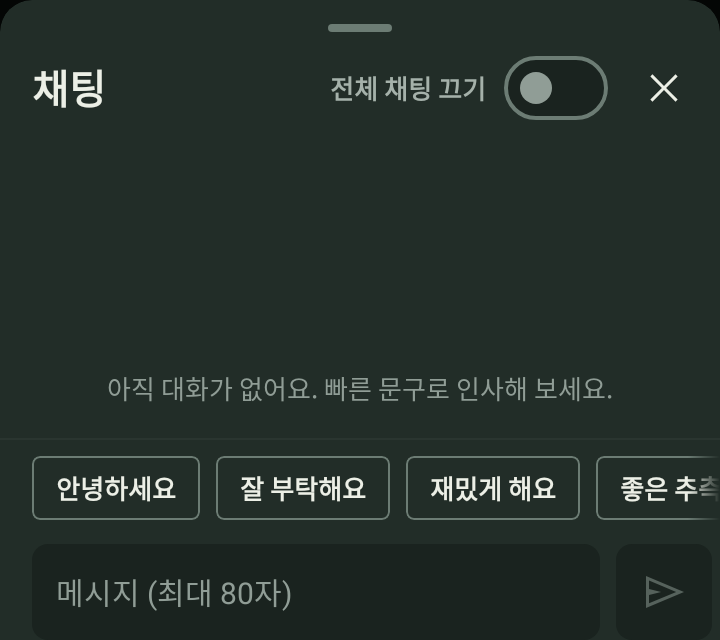 채팅
전체 채팅 끄기
아직 대화가 없어요. 빠른 문구로 인사해 보세요.
안녕하세요
잘 부탁해요
재밌게 해요
좋은 추측
메시지 (최대 80자)